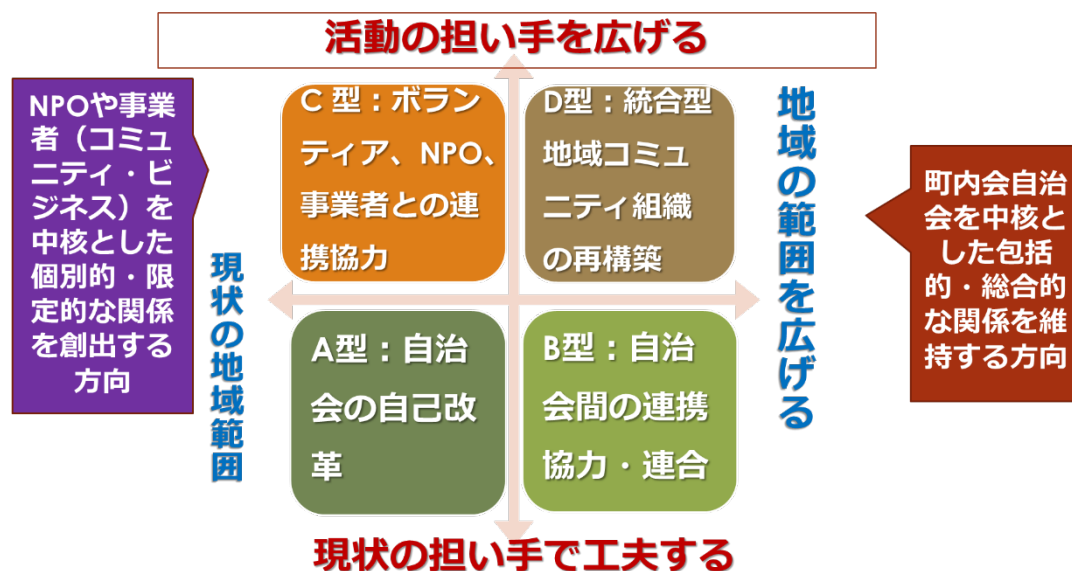 活動の担い手を広げる
NPOや事業
者（コミュ
ニティ・ビ
ジネス）を
中核とした
個別的・限
定的な関係
を創出する
方向
C 型：ボラン
ティア、NPO、
事業者との連
携協力
D型：統合型
地域コミュ
ニティ組織
の再構築
地域の範囲を広げる
町内会自治
会を中核と
した包括
的・総合的
な関係を維
持する方向
現状の地域範囲
A型：自治
会の自己改
革
B型：自治
会間の連携
協力・連合
現状の担い手で工夫する